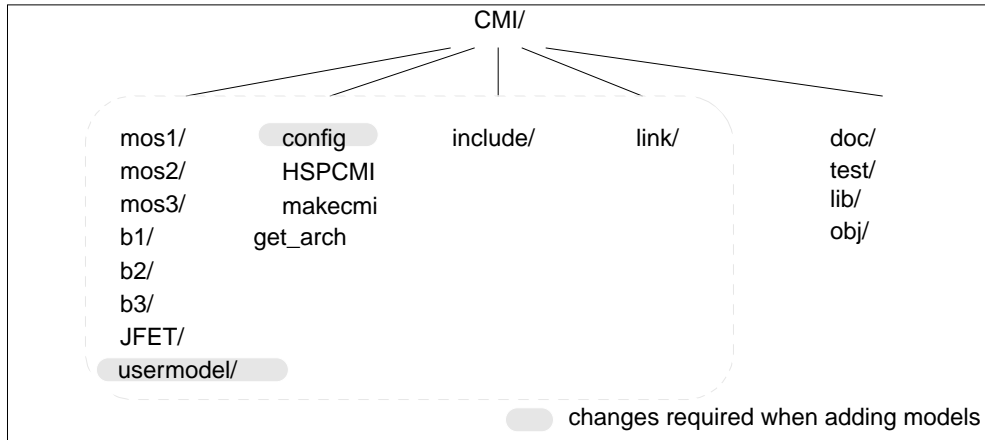 CMI/
mos1/ config include/ link/ doc/
mos2/ HSPCMI test/
mos3/ makecmi lib/
b1/ get_arch obj/
b2/
b3/
JFET/
usermodel/
changes required when adding models